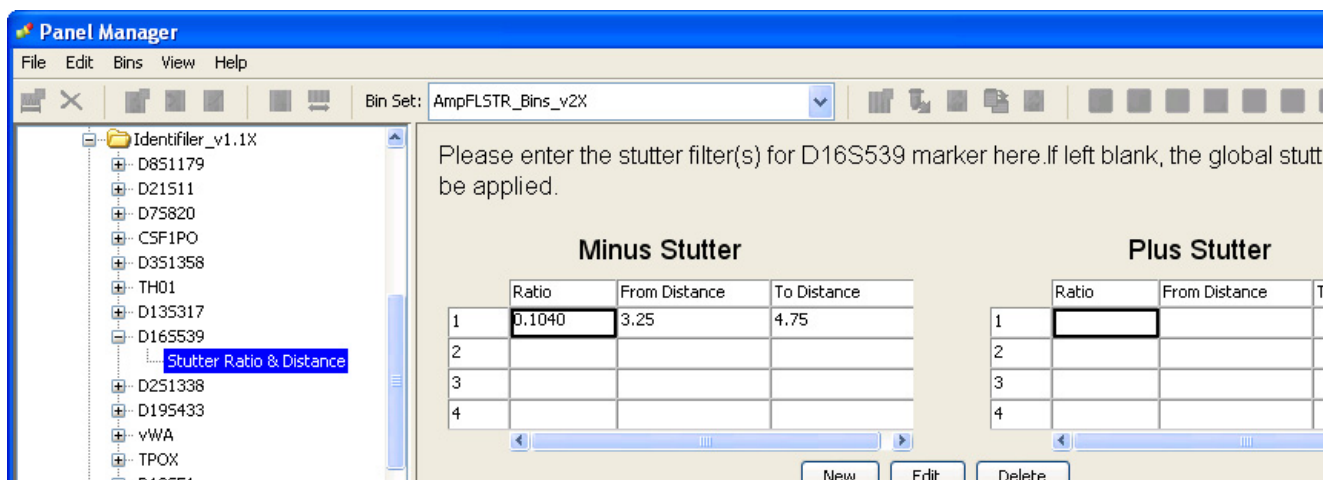 Panel Manager
File Edit Bins View Help
Bin Set: AmpFLSTR_Bins_v2X
Identifiler_v1.1X
D8S1179
D21S11
D7S820
CSF1PO
D3S1358
TH01
D13S317
D16S539
Stutter Ratio & Distance
D2S1338
D19S433
vWA
TPOX
Please enter the stutter filter(s) for D16S539 marker here.If left blank, the global stutt
be applied.
Minus Stutter
Ratio From Distance To Distance
1 0.1040 3.25 4.75
2
3
4
Plus Stutter
Ratio From Distance T
1
2
3
4
New Edit Delete